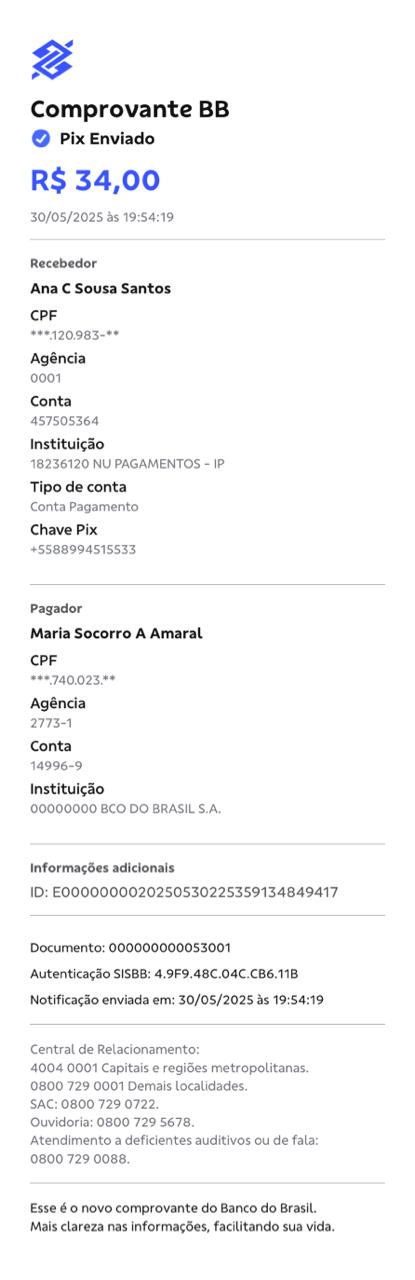 Comprovante BB
Pix Enviado
R$ 34,00
30/05/2025 às 19:54:19
Recebedor
Ana C Sousa Santos
CPF
***.120.983-**
Agência
0001
Conta
457505364
Instituição
18236120 NU PAGAMENTOS - IP
Tipo de conta
Conta Pagamento
Chave Pix
+5588994515533
Pagador
Maria Socorro A Amaral
CPF
***.740.023.**
Agência
2773-1
Conta
14996-9
Instituição
00000000 BCO DO BRASIL S.A.
Informações adicionais
ID: E00000000202505302253591348494​17
Documento: 000000000053001
Autenticação SISBB: 4.9F9.48C.04C.CB6.11B
Notificação enviada em: 30/05/2025 às 19:54:19
Central de Relacionamento:
4004 0001 Capitais e regiões metropolitanas.
0800 729 0001 Demais localidades.
SAC: 0800 729 0722.
Ouvidoria: 0800 729 5678.
Atendimento a deficientes auditivos ou de fala:
0800 729 0088.
Esse é o novo comprovante do Banco do Brasil.
Mais clareza nas informações, facilitando sua vida.